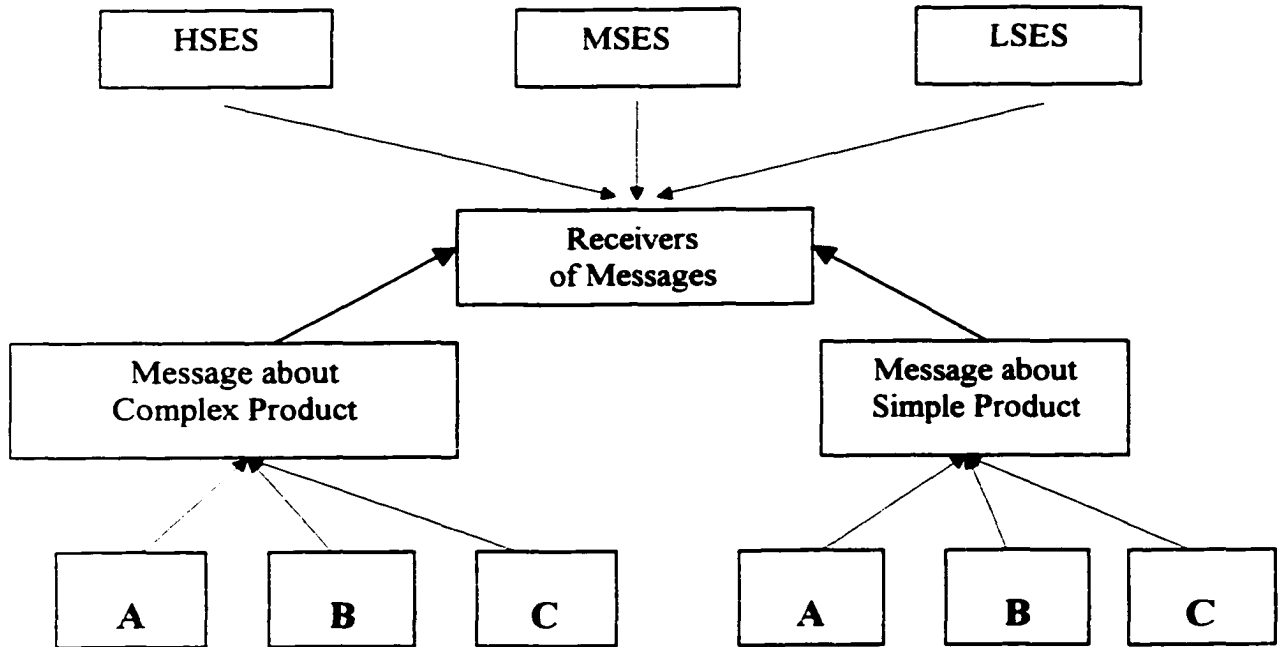 HSES
MSES
LSES
Receivers
of Messages
Message about
Complex Product
Message about
Simple Product
A
B
C
A
B
C